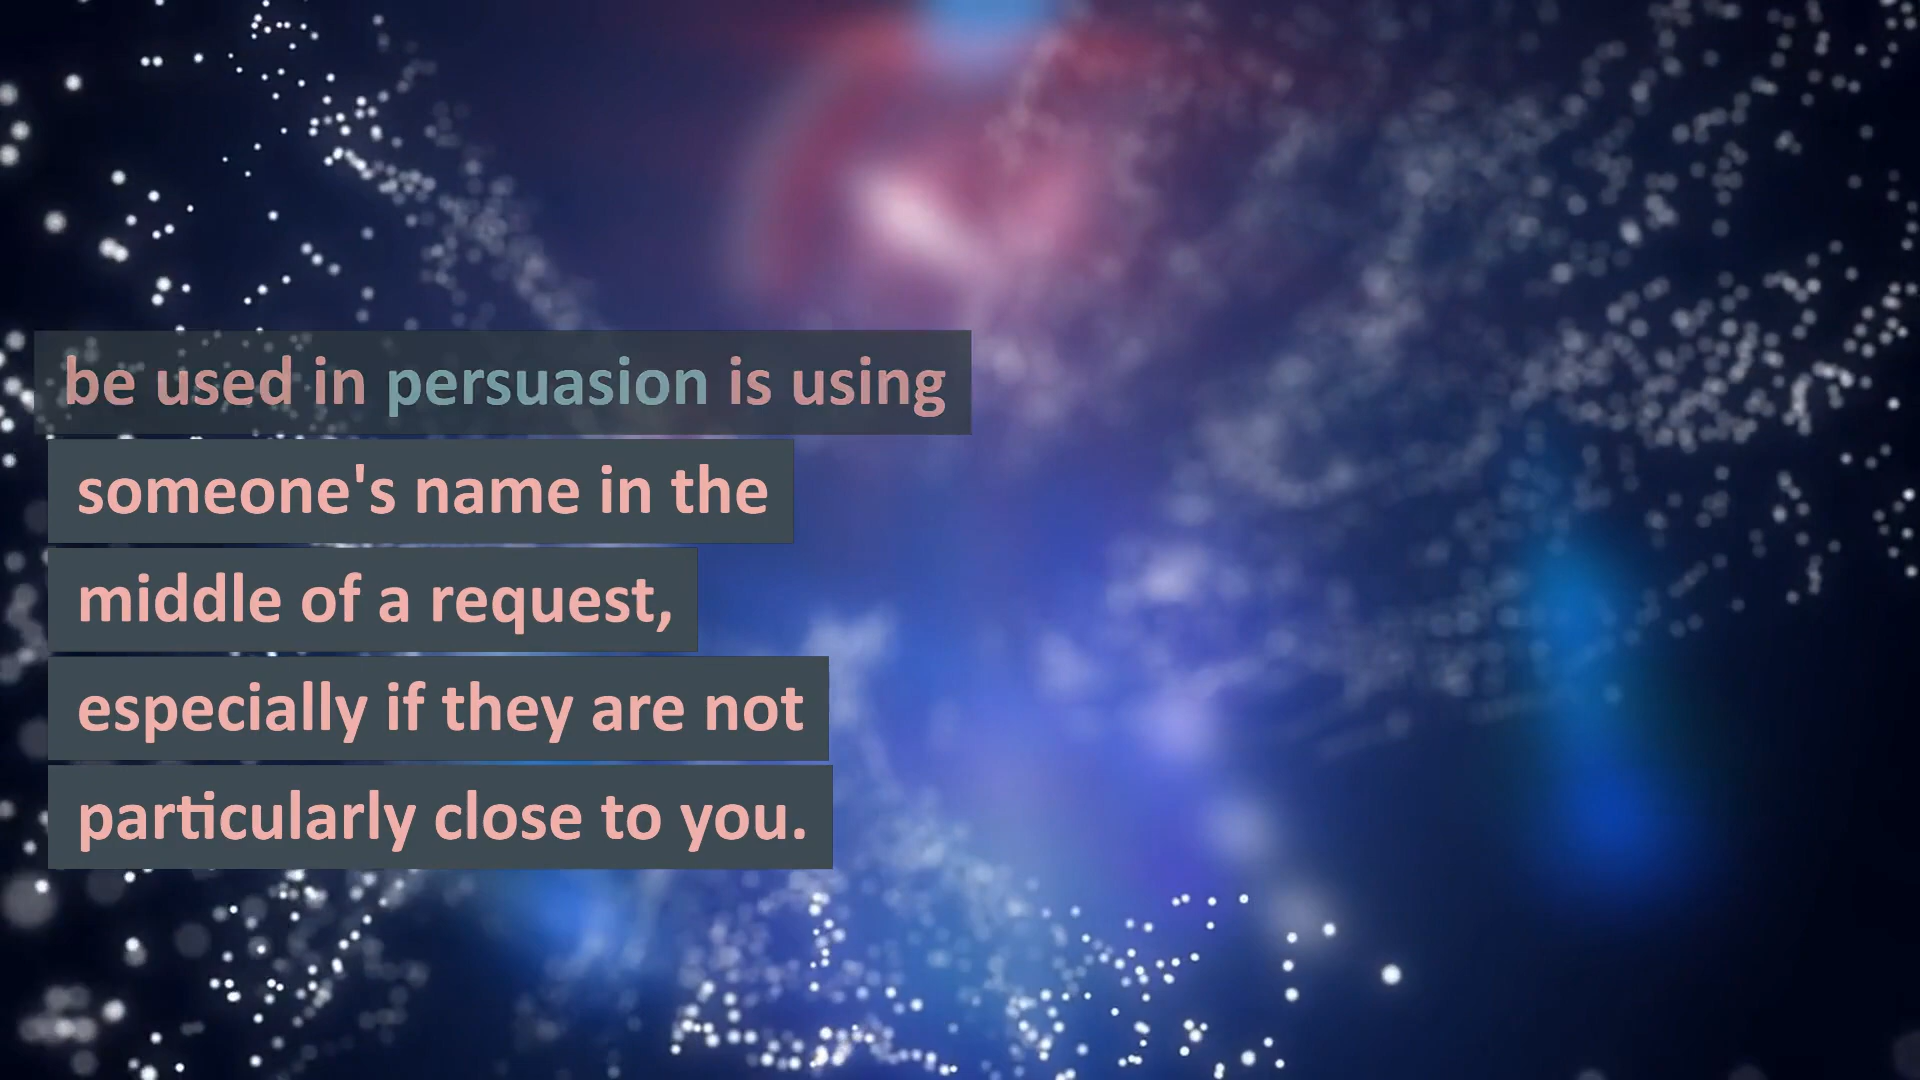 be used in persuasion is using
someone's name in the
middle of a request,
especially if they are not
particularly close to you.